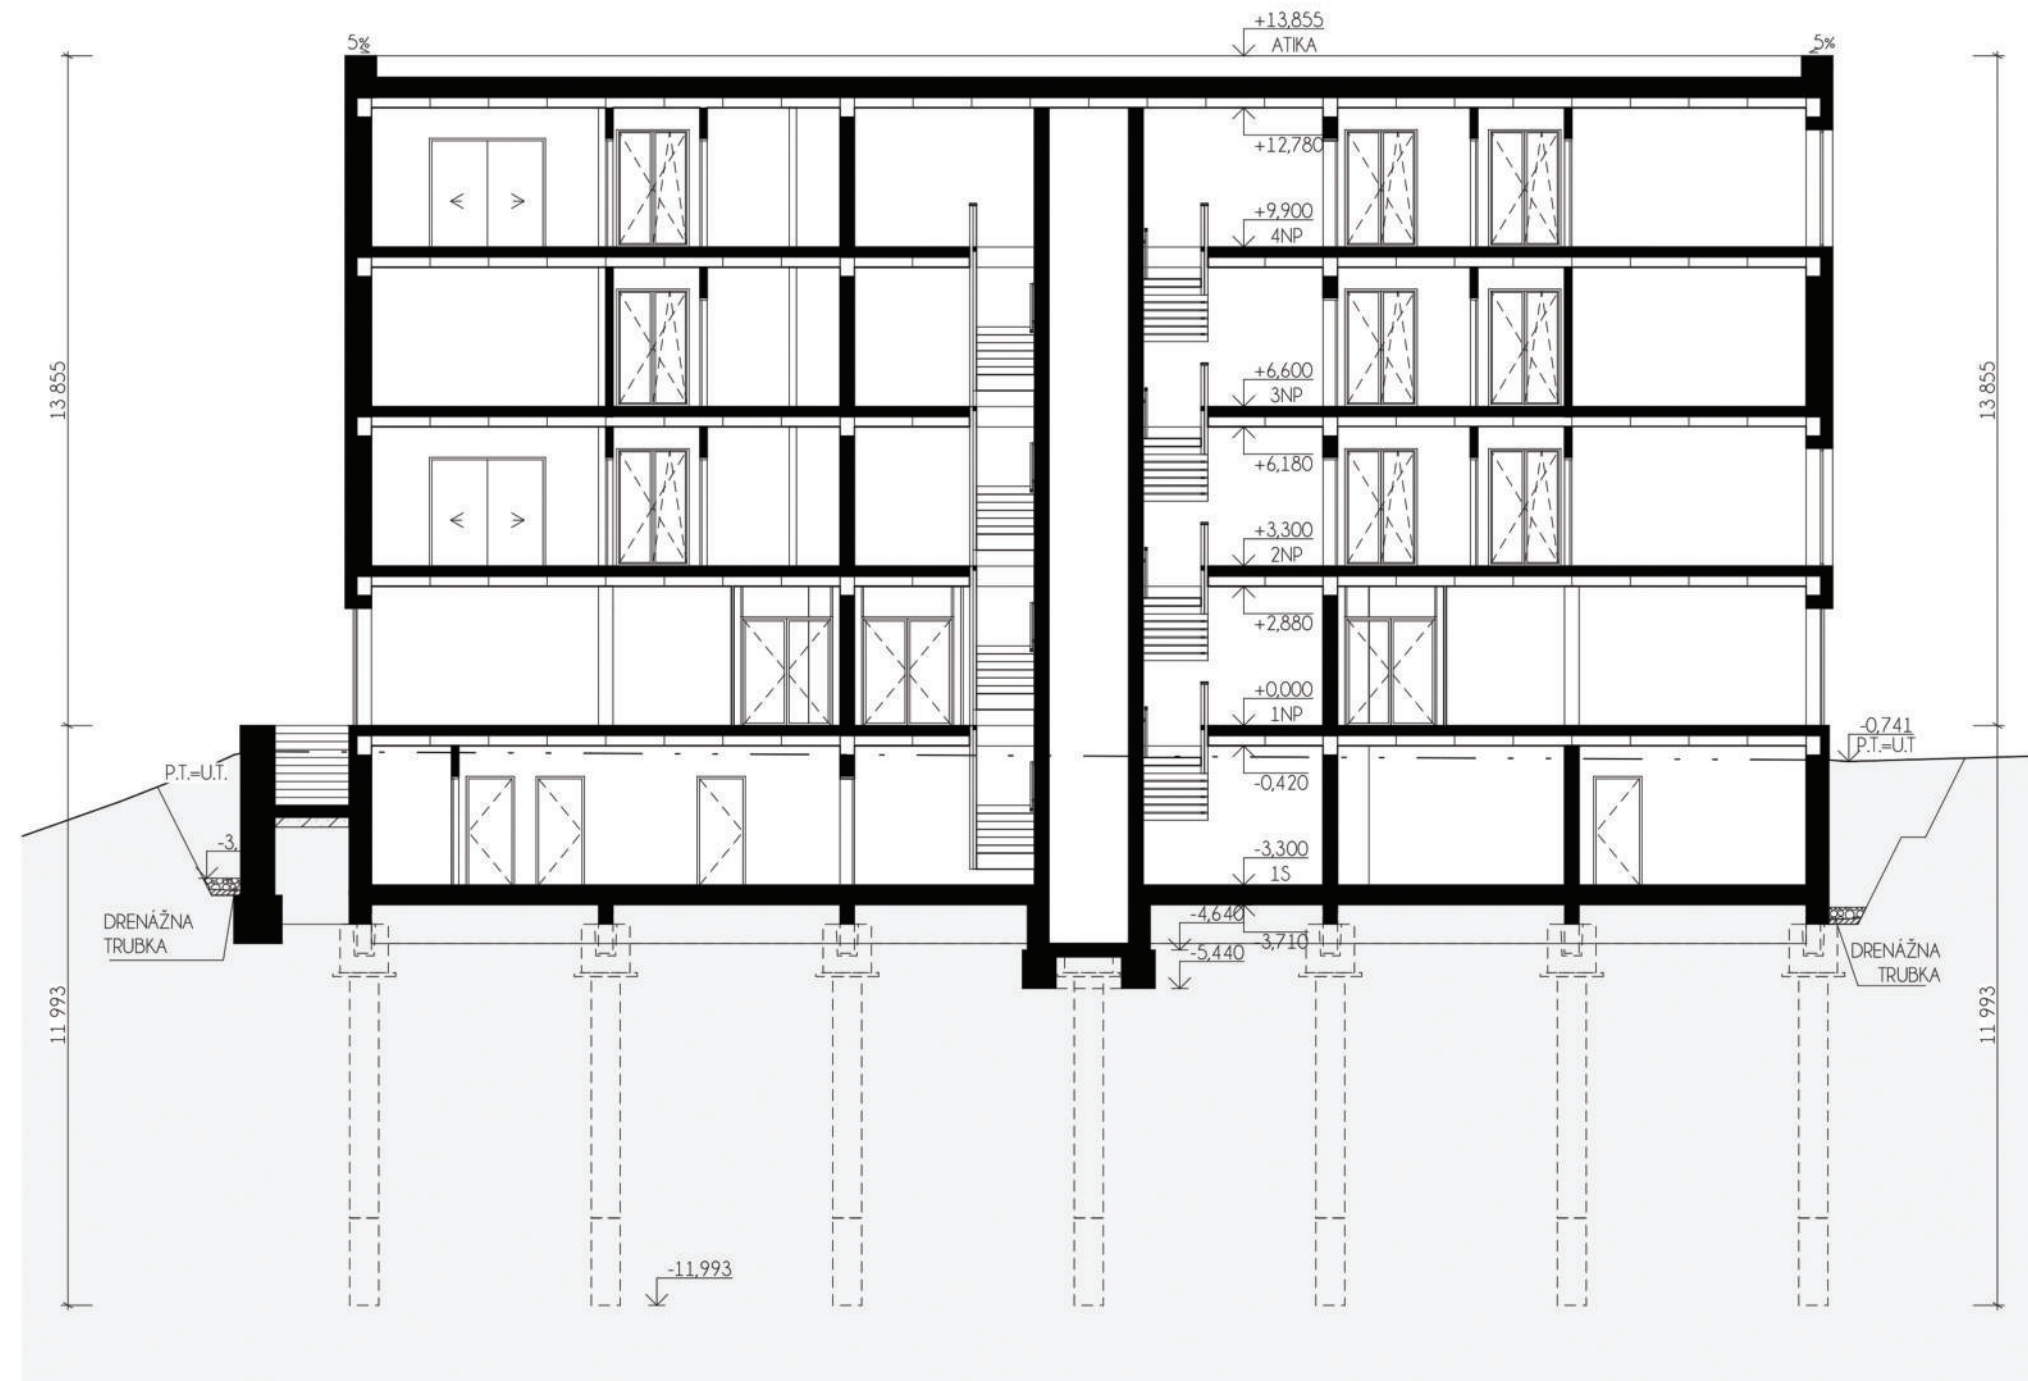 +13,855
ATIKA
5%
5%
+12,780
+9,900
4NP
13 855
13 855
+6,600
3NP
+6,180
+3,300
2NP
+2,880
+0,000
1NP
-0,741
P.T.=U.T
P.T.=U.T.
-0,420
-3,
-3,300
1S
DRENÁŽNA
TRUBKA
-4,640
-3,710
-5,440
DRENÁŽNA
TRUBKA
11 993
11 993
-11,993